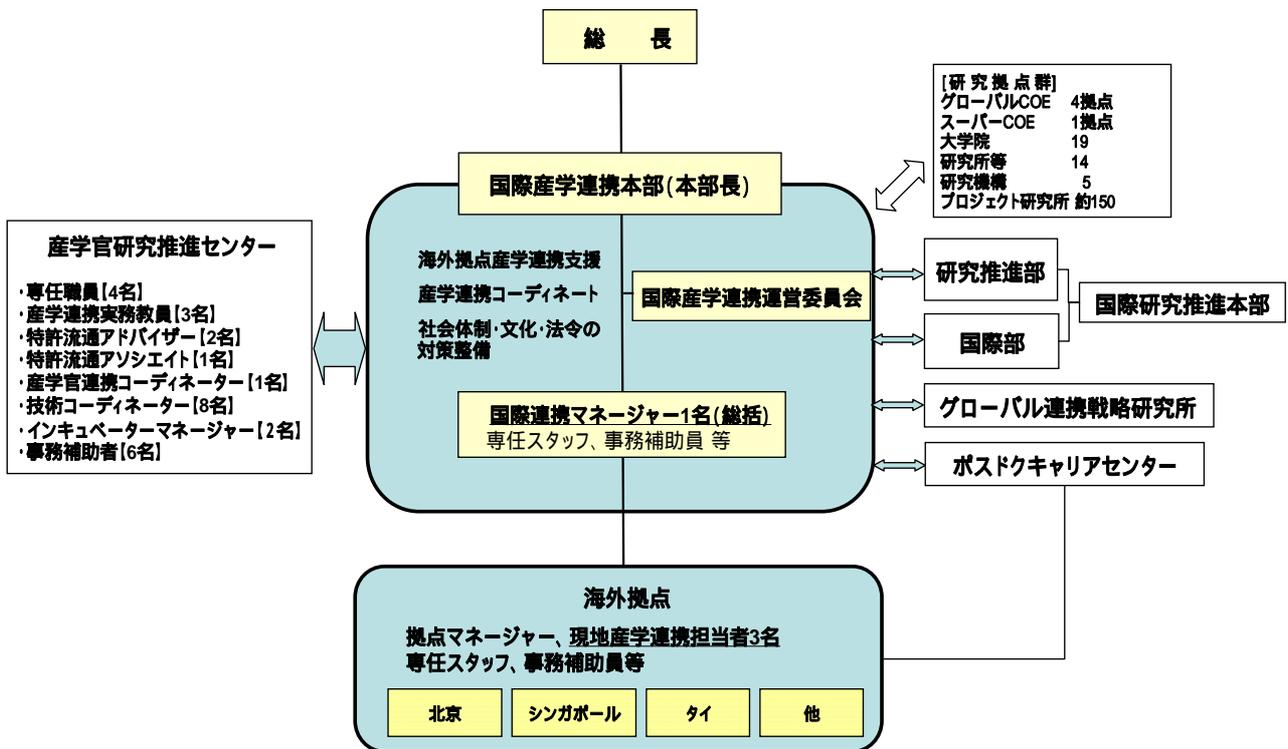 総　長
[研究拠点群]
グローバルCOE 4拠点
スーパーCOE 1拠点
大学院 19
研究所等 14
研究機構 5
プロジェクト研究所 約150
国際産学連携本部(本部長)
産学官研究推進センター
・専任職員【4名】
・産学連携実務教員【3名】
・特許流通アドバイザー【2名】
・特許流通アソシエイト【1名】
・産学官連携コーディネーター【1名】
・技術コーディネーター【8名】
・インキュベーターマネージャー【2名】
・事務補助者【6名】
海外拠点産学連携支援
産学連携コーディネート
社会体制・文化・法令の
対策整備
国際産学連携運営委員会
国際連携マネージャー1名(総括)
専任スタッフ、事務補助員 等
研究推進部
国際部
国際研究推進本部
グローバル連携戦略研究所
ポスドクキャリアセンター
海外拠点
拠点マネージャー、現地産学連携担当者3名
専任スタッフ、事務補助員等
北京
シンガポール
タイ
他